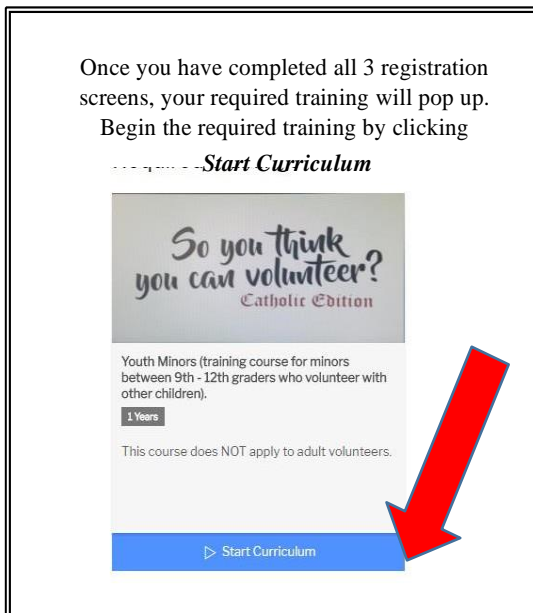 Once you have completed all 3 registration
screens, your required training will pop up.
Begin the required training by clicking
Start Curriculum
So you think
you can volunteer?
Catholic Edition
Youth Minors (training course for minors
between 9th - 12th graders who volunteer with
other children).
1 Years
This course does NOT apply to adult volunteers.
Start Curriculum